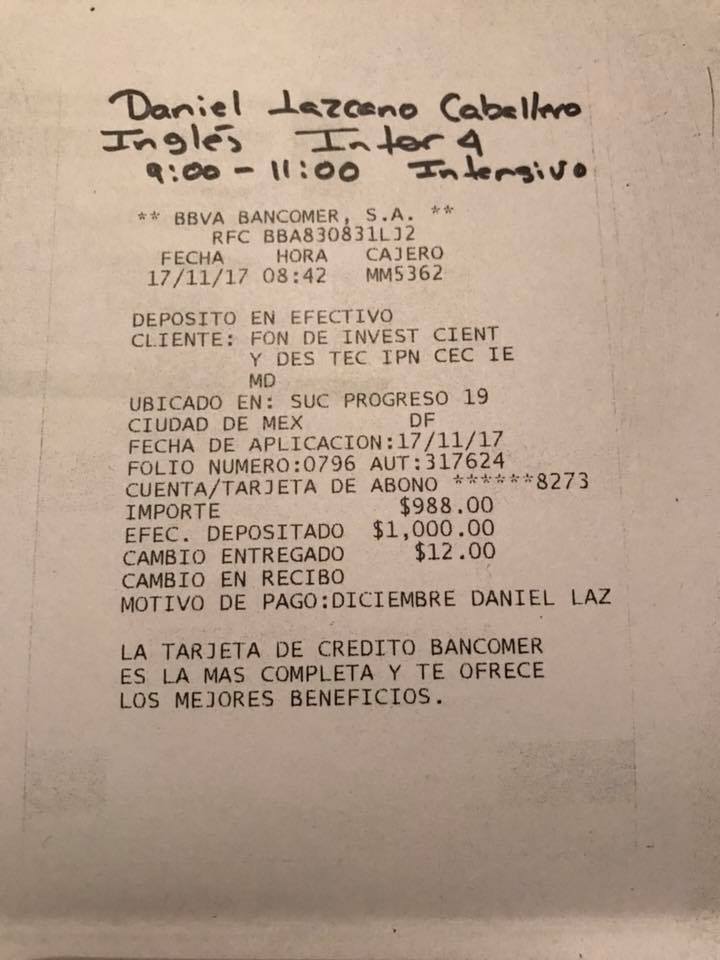 Daniel Lazcano Caballero
Inglés Inter 4
9:00 - 11:00 Intensivo
** BBVA BANCOMER, S.A. **
RFC BBA830831LJ2
FECHA HORA CAJERO
17/11/17 08:42 MM5362
DEPOSITO EN EFECTIVO
CLIENTE: FON DE INVEST CIENT
Y DES TEC IPN CEC IE
MD
UBICADO EN: SUC PROGRESO 19
CIUDAD DE MEX DF
FECHA DE APLICACION:17/11/17
FOLIO NUMERO:0796 AUT:317624
CUENTA/TARJETA DE ABONO ******8273
IMPORTE $988.00
EFEC. DEPOSITADO $1,000.00
CAMBIO ENTREGADO $12.00
CAMBIO EN RECIBO
MOTIVO DE PAGO:DICIEMBRE DANIEL LAZ
LA TARJETA DE CREDITO BANCOMER
ES LA MAS COMPLETA Y TE OFRECE
LOS MEJORES BENEFICIOS.